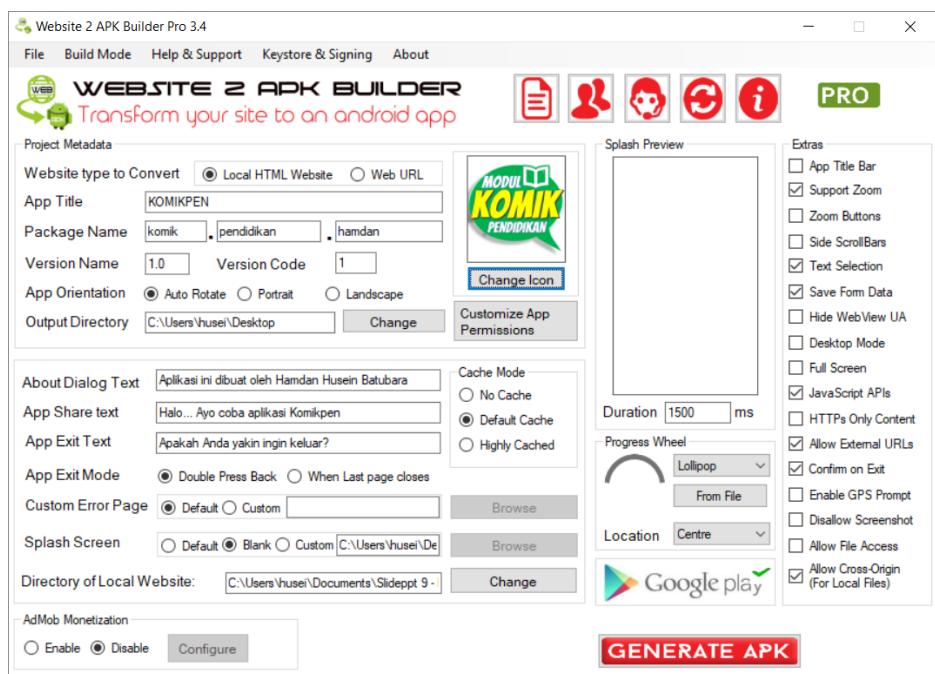 Website 2 APK Builder Pro 3.4
File Build Mode Help & Support Keystore & Signing About
WEB
WEBSITE 2 APK BUILDER
Transform your site to an android app
PRO
Project Metadata
Website type to Convert Local HTML Website Web URL
App Title KOMIKPEN
Package Name komik . pendidikan . hamdan
Version Name 1.0 Version Code 1
App Orientation Auto Rotate Portrait Landscape
Output Directory C:\Users\husei\Desktop Change
MODUL
KOMIK
PENDIDIKAN
Change Icon
Customize App
Permissions
About Dialog Text Aplikasi ini dibuat oleh Hamdan Husein Batubara
App Share text Halo... Ayo coba aplikasi Komikpen
App Exit Text Apakah Anda yakin ingin keluar?
App Exit Mode Double Press Back When Last page closes
Custom Error Page Default Custom Browse
Splash Screen Default Blank Custom C:\Users\husei\De Browse
Directory of Local Website: C:\Users\husei\Documents\Slideppt 9 - Change
Cache Mode
No Cache
Default Cache
Highly Cached
AdMob Monetization
Enable Disable Configure
Splash Preview
Duration 1500 ms
Progress Wheel
Lollipop
From File
Location Centre
Google play
GENERATE APK
Extras
App Title Bar
Support Zoom
Zoom Buttons
Side ScrollBars
Text Selection
Save Form Data
Hide WebView UA
Desktop Mode
Full Screen
JavaScript APIs
HTTPs Only Content
Allow External URLs
Confirm on Exit
Enable GPS Prompt
Disallow Screenshot
Allow File Access
Allow Cross-Origin
(For Local Files)